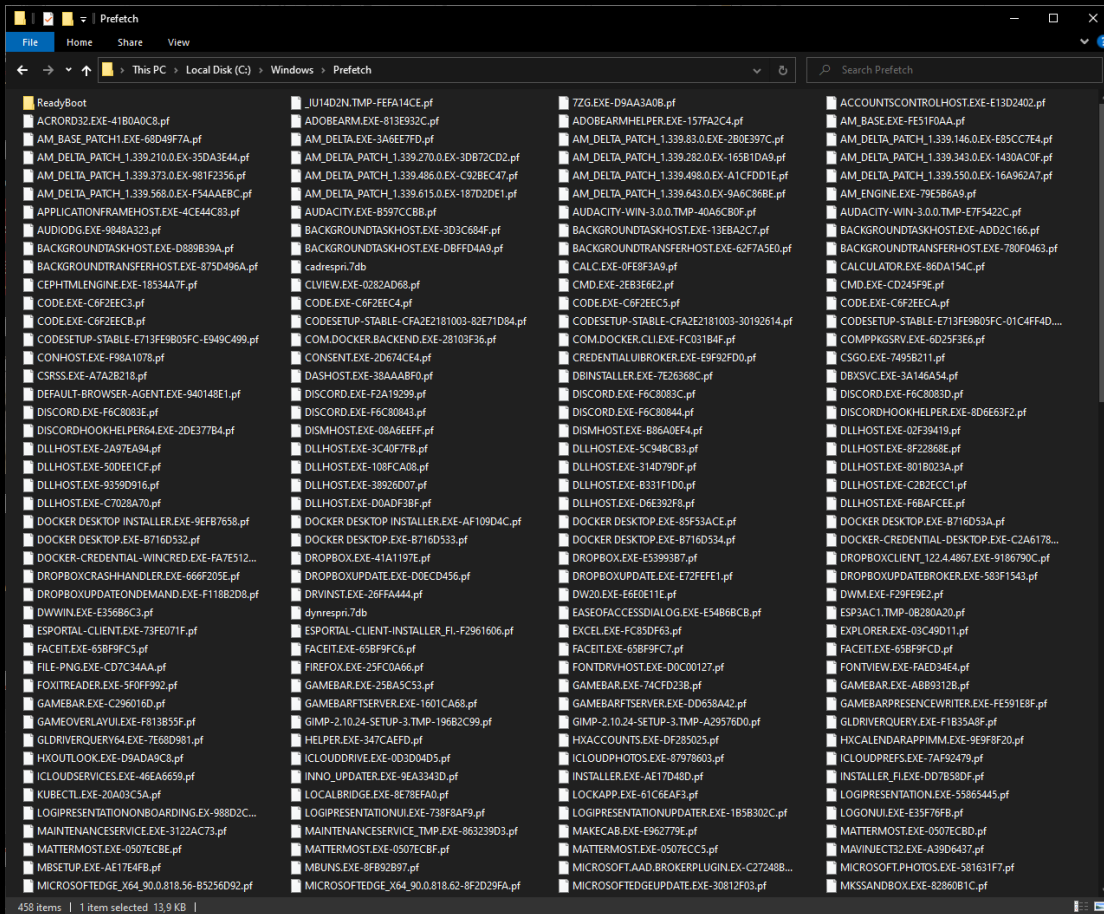 Prefetch
File Home Share View
This PC > Local Disk (C:) > Windows > Prefetch
Search Prefetch
ReadyBoot _IU14D2N.TMP-FEFA14CE.pf 7ZG.EXE-D9AA3A0B.pf ACCOUNTSCONTROLHOST.EXE-E13D2402.pf
ACRORD32.EXE-41B0A0C8.pf ADOBEARM.EXE-813E932C.pf ADOBEARMHELPER.EXE-157FA2C4.pf AM_BASE.EXE-FE51F0AA.pf
AM_BASE_PATCH1.EXE-68D49F7A.pf AM_DELTA.EXE-3A6EE7FD.pf AM_DELTA_PATCH_1.339.83.0.EX-2B0E397C.pf AM_DELTA_PATCH_1.339.146.0.EX-E85CC7E4.pf
AM_DELTA_PATCH_1.339.210.0.EX-35DA3E44.pf AM_DELTA_PATCH_1.339.270.0.EX-3DB72CD2.pf AM_DELTA_PATCH_1.339.282.0.EX-165B1DA9.pf AM_DELTA_PATCH_1.339.343.0.EX-1430AC0F.pf
AM_DELTA_PATCH_1.339.373.0.EX-981F2356.pf AM_DELTA_PATCH_1.339.486.0.EX-C92BEC47.pf AM_DELTA_PATCH_1.339.498.0.EX-A1CFDD1E.pf AM_DELTA_PATCH_1.339.550.0.EX-16A962A7.pf
AM_DELTA_PATCH_1.339.568.0.EX-F54AAEBC.pf AM_DELTA_PATCH_1.339.615.0.EX-187D2DE1.pf AM_DELTA_PATCH_1.339.643.0.EX-9A6C86BE.pf AM_ENGINE.EXE-79E5B6A9.pf
APPLICATIONFRAMEHOST.EXE-4CE44C83.pf AUDACITY.EXE-B597CCBB.pf AUDACITY-WIN-3.0.0.TMP-40A6CB0F.pf AUDACITY-WIN-3.0.0.TMP-E7F5422C.pf
AUDIODG.EXE-9848A323.pf BACKGROUNDTASKHOST.EXE-3D3C684F.pf BACKGROUNDTASKHOST.EXE-13EBA2C7.pf BACKGROUNDTASKHOST.EXE-ADD2C166.pf
BACKGROUNDTASKHOST.EXE-D889B39A.pf BACKGROUNDTASKHOST.EXE-DBFFD4A9.pf BACKGROUNDTRANSFERHOST.EXE-62F7A5E0.pf BACKGROUNDTRANSFERHOST.EXE-780F0463.pf
BACKGROUNDTRANSFERHOST.EXE-875D496A.pf cadrespri.7db CALC.EXE-0FE8F3A9.pf CALCULATOR.EXE-86DA154C.pf
CEPHTMLENGINE.EXE-18534A7F.pf CLVIEW.EXE-0282AD68.pf CMD.EXE-2EB3E6E2.pf CMD.EXE-CD245F9E.pf
CODE.EXE-C6F2EEC3.pf CODE.EXE-C6F2EEC4.pf CODE.EXE-C6F2EEC5.pf CODE.EXE-C6F2EECA.pf
CODE.EXE-C6F2EECB.pf CODESETUP-STABLE-CFA2E2181003-82E71D84.pf CODESETUP-STABLE-CFA2E2181003-30192614.pf CODESETUP-STABLE-E713FE9B05FC-01C4FF4D....
CODESETUP-STABLE-E713FE9B05FC-E949C499.pf COM.DOCKER.BACKEND-28103F36.pf COM.DOCKER.CLI.EXE-FC031B4F.pf COMPPKGSRV.EXE-6D25F3E6.pf
CONHOST.EXE-F98A1078.pf CONSENT.EXE-2D674CE4.pf CREDENTIALUIBROKER.EXE-E9F92FD0.pf CSGO.EXE-7495B211.pf
CSRSS.EXE-A7A2B218.pf DASHOST.EXE-38AAABF0.pf DBINSTALLER.EXE-7E26368C.pf DBXSVC.EXE-3A146A54.pf
DEFAULT-BROWSER-AGENT.EXE-940148E1.pf DISCORD.EXE-F2A19299.pf DISCORD.EXE-F6C8083C.pf DISCORD.EXE-F6C8083D.pf
DISCORD.EXE-F6C8083E.pf DISCORD.EXE-F6C80843.pf DISCORD.EXE-F6C80844.pf DISCORDHOOKHELPER.EXE-8D6E63F2.pf
DISCORDHOOKHELPER64.EXE-2DE377B4.pf DISMHOST.EXE-08A6EEFF.pf DISMHOST.EXE-B86A0EF4.pf DLLHOST.EXE-02F39419.pf
DLLHOST.EXE-2A97EA94.pf DLLHOST.EXE-3C40F7FB.pf DLLHOST.EXE-5C94BCB3.pf DLLHOST.EXE-8F22868E.pf
DLLHOST.EXE-50DEE1CF.pf DLLHOST.EXE-108FCA08.pf DLLHOST.EXE-314D79DF.pf DLLHOST.EXE-801B023A.pf
DLLHOST.EXE-9359D916.pf DLLHOST.EXE-38926D07.pf DLLHOST.EXE-B331F1D0.pf DLLHOST.EXE-C2B2ECC1.pf
DLLHOST.EXE-C7028A70.pf DLLHOST.EXE-D0ADF3BF.pf DLLHOST.EXE-D6E392F8.pf DLLHOST.EXE-F6BAFCEE.pf
DOCKER DESKTOP INSTALLER.EXE-9EFB7658.pf DOCKER DESKTOP INSTALLER.EXE-AF109D4C.pf DOCKER DESKTOP.EXE-85F53ACE.pf DOCKER DESKTOP.EXE-B716D53A.pf
DOCKER DESKTOP.EXE-B716D532.pf DOCKER DESKTOP.EXE-B716D533.pf DOCKER DESKTOP.EXE-B716D534.pf DOCKER-CREDENTIAL-DESKTOP.EXE-C2A6178...
DOCKER-CREDENTIAL-WINCRED.EXE-FA7E512... DROPBOX.EXE-41A1197E.pf DROPBOX.EXE-E53993B7.pf DROPBOXCLIENT_122.4.4867.EXE-9186790C.pf
DROPBOXCRASHHANDLER.EXE-666F205E.pf DROPBOXUPDATE.EXE-D0ECD456.pf DROPBOXUPDATE.EXE-E72FEFE1.pf DROPBOXUPDATEBROKER.EXE-583F1543.pf
DROPBOXUPDATEONDEMAND.EXE-F118B2D8.pf DRVINST.EXE-26FFA444.pf DW20.EXE-E6E0E11E.pf DWM.EXE-F29FE9E2.pf
DWWIN.EXE-E356B6C3.pf dynrespri.7db EASEOFACCESSDIALOG.EXE-E54B6BCB.pf ESP3AC1.TMP-0B280A20.pf
ESPORTAL-CLIENT.EXE-73FE071F.pf ESPORTAL-CLIENT-INSTALLER_FI.-F2961606.pf EXCEL.EXE-FC85DF63.pf EXPLORER.EXE-03C49D11.pf
FACEIT.EXE-65BF9FC5.pf FACEIT.EXE-65BF9FC6.pf FACEIT.EXE-65BF9FC7.pf FACEIT.EXE-65BF9FCD.pf
FILE-PNG.EXE-CD7C34AA.pf FIREFOX.EXE-25FC0A66.pf FONTDRVHOST.EXE-D0C00127.pf FONTVIEW.EXE-FAED34E4.pf
FOXITREADER.EXE-5F0FF992.pf GAMEBAR.EXE-25BA5C53.pf GAMEBAR.EXE-74CFD23B.pf GAMEBAR.EXE-ABB9312B.pf
GAMEBAR.EXE-C296016D.pf GAMEBARFTSERVER.EXE-1601CA68.pf GAMEBARFTSERVER.EXE-DD658A42.pf GAMEBARPRESENCEWRITER.EXE-FE591E8F.pf
GAMEOVERLAYUI.EXE-F813B55F.pf GIMP-2.10.24-SETUP-3.TMP-196B2C99.pf GIMP-2.10.24-SETUP-3.TMP-A29576D0.pf GLDRIVERQUERY.EXE-F1B35A8F.pf
GLDRIVERQUERY64.EXE-7E68D981.pf HELPER.EXE-347CAEFD.pf HXACCOUNTS.EXE-DF285025.pf HXCALENDARAPPIMM.EXE-9E9F8F20.pf
HXOUTLOOK.EXE-D9ADA9C8.pf ICLOUDDRIVE.EXE-0D3D04D5.pf ICLOUDPHOTOS.EXE-87978603.pf ICLOUDPREFS.EXE-7AF92479.pf
ICLOUDSERVICES.EXE-46EA6659.pf INNO_UPDATER.EXE-9EA3343D.pf INSTALLER.EXE-AE17D48D.pf INSTALLER_FI.EXE-DD7B58DF.pf
KUBECTL.EXE-20A03C5A.pf LOCALBRIDGE.EXE-8E78EFA0.pf LOCKAPP.EXE-61C6EAF3.pf LOGIPRESENTATION.EXE-55865445.pf
LOGIPRESENTATIONONBOARDING.EX-988D2C... LOGIPRESENTATIONUI.EXE-738F8AF9.pf LOGIPRESENTATIONUPDATER.EXE-1B5B302C.pf LOGONUI.EXE-E35F76FB.pf
MAINTENANCESERVICE.EXE-3122AC73.pf MAINTENANCESERVICE_TMP.EXE-863239D3.pf MAKECAB.EXE-E962779E.pf MATTERMOST.EXE-0507ECBD.pf
MATTERMOST.EXE-0507ECBE.pf MATTERMOST.EXE-0507ECBF.pf MATTERMOST.EXE-0507ECC5.pf MAVINJECT32.EXE-A39D6437.pf
MBSETUP.EXE-AE17E4FB.pf MBUNS.EXE-8FB92B97.pf MICROSOFT.AAD.BROKERPLUGIN.EX-C27248B... MICROSOFT.PHOTOS.EXE-581631F7.pf
MICROSOFTEDGE_X64_90.0.818.56-B5256D92.pf MICROSOFTEDGE_X64_90.0.818.62-8F2D29FA.pf MICROSOFTEDGEUPDATE.EXE-30812F03.pf MKSSANDBOX.EXE-82860B1C.pf
458 items | 1 item selected 13,9 KB |